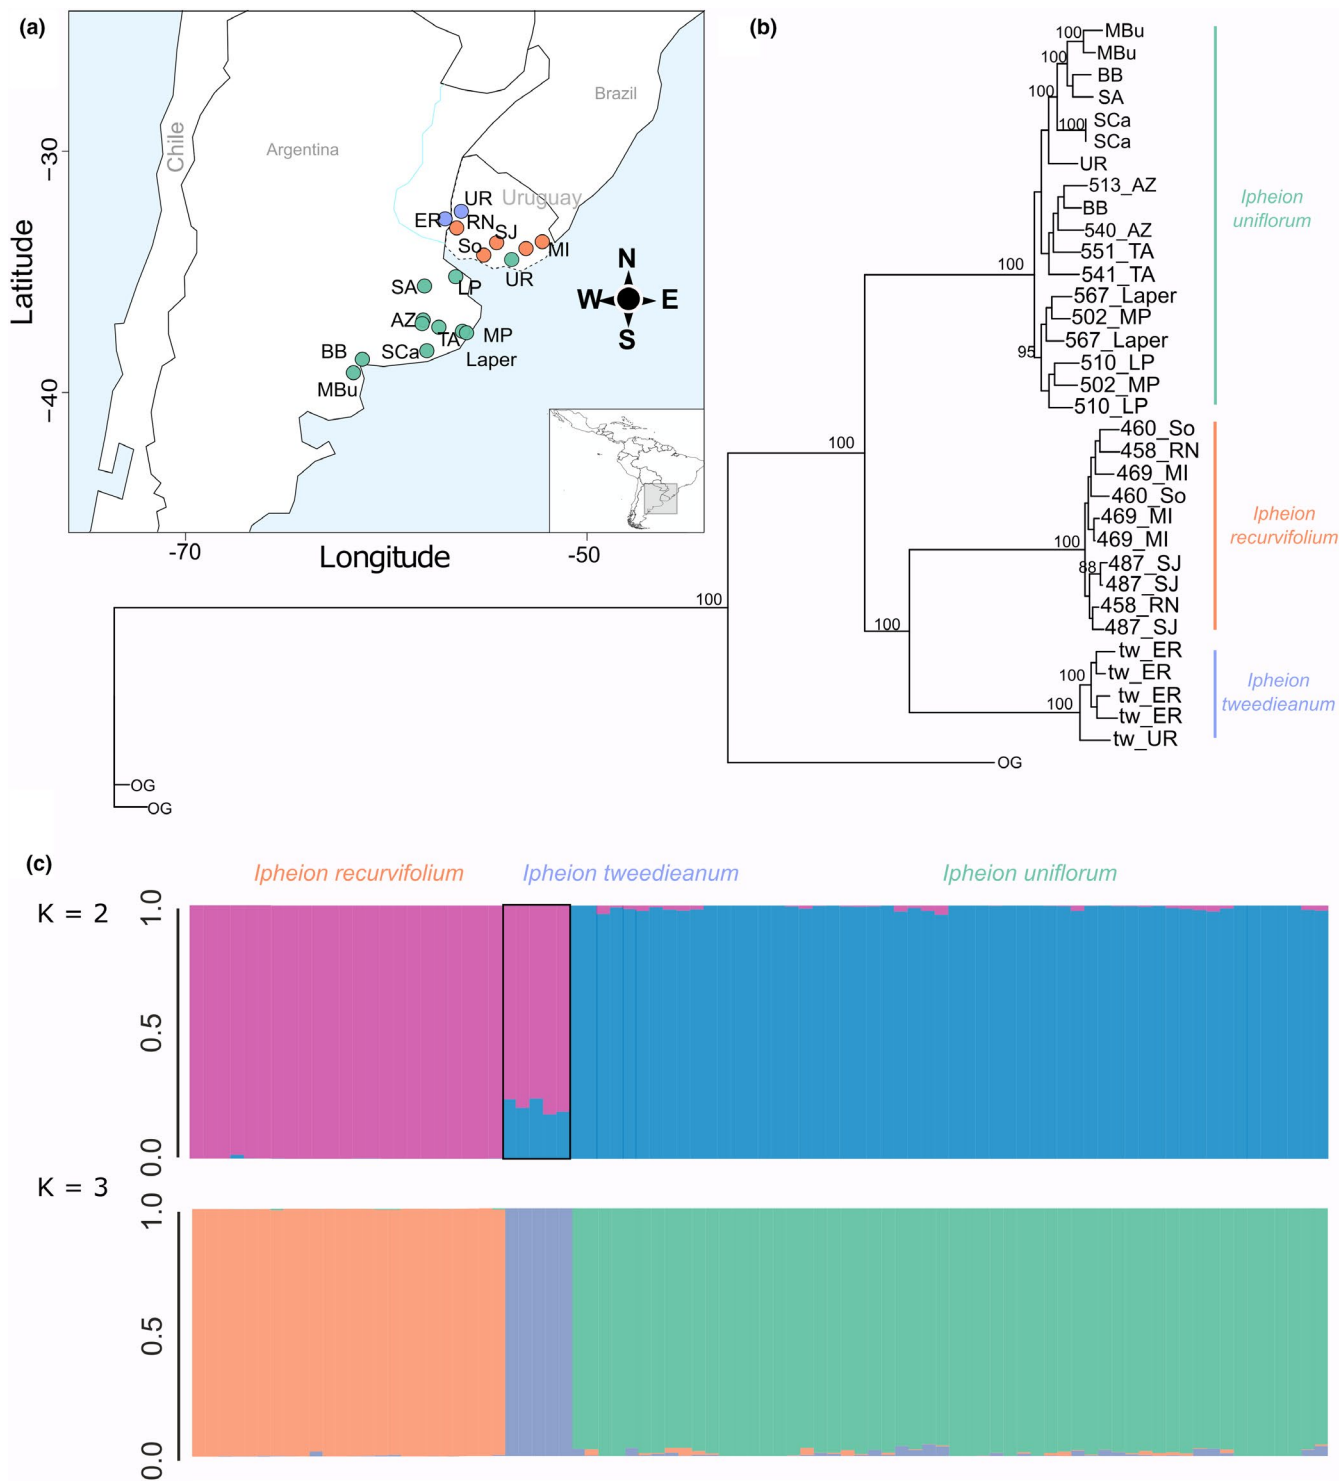 (a)
Chile
Argentina
Brazil
Uruguay
UR
ER
RN
SJ
So
MI
UR
SA
LP
AZ
TA
MP
SCa
Laper
BB
MBu
N
W E
S
−30
−40
Latitude
-70
-50
Longitude
(b)
100
MBu
MBu
100
BB
100
SA
100
SCa
SCa
UR
513_AZ
BB
540_AZ
551_TA
100
541_TA
567_Laper
502_MP
567_Laper
95
510_LP
502_MP
510_LP
Ipheion
uniflorum
100
460_So
458_RN
469_MI
460_So
469_MI
469_MI
100
88
487_SJ
487_SJ
458_RN
487_SJ
Ipheion
recurvifolium
100
100
tw_ER
tw_ER
100
tw_ER
tw_ER
100
tw_UR
Ipheion
tweedieanum
OG
OG
OG
(c)
Ipheion recurvifolium
Ipheion tweedieanum
Ipheion uniflorum
K = 2
1.0
0.5
0.0
K = 3
1.0
0.5
0.0